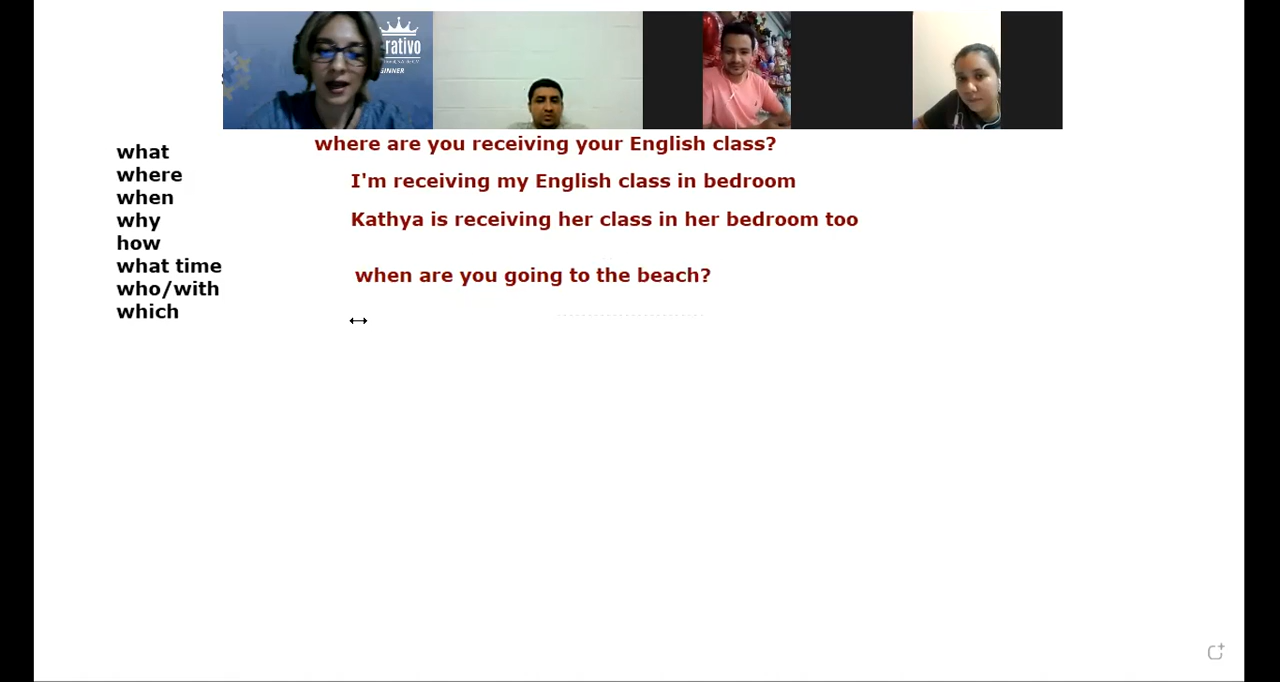 rativo
INNER
what
where
when
why
how
what time
who/with
which
where are you receiving your English class?
I'm receiving my English class in bedroom
Kathya is receiving her class in her bedroom too
when are you going to the beach?